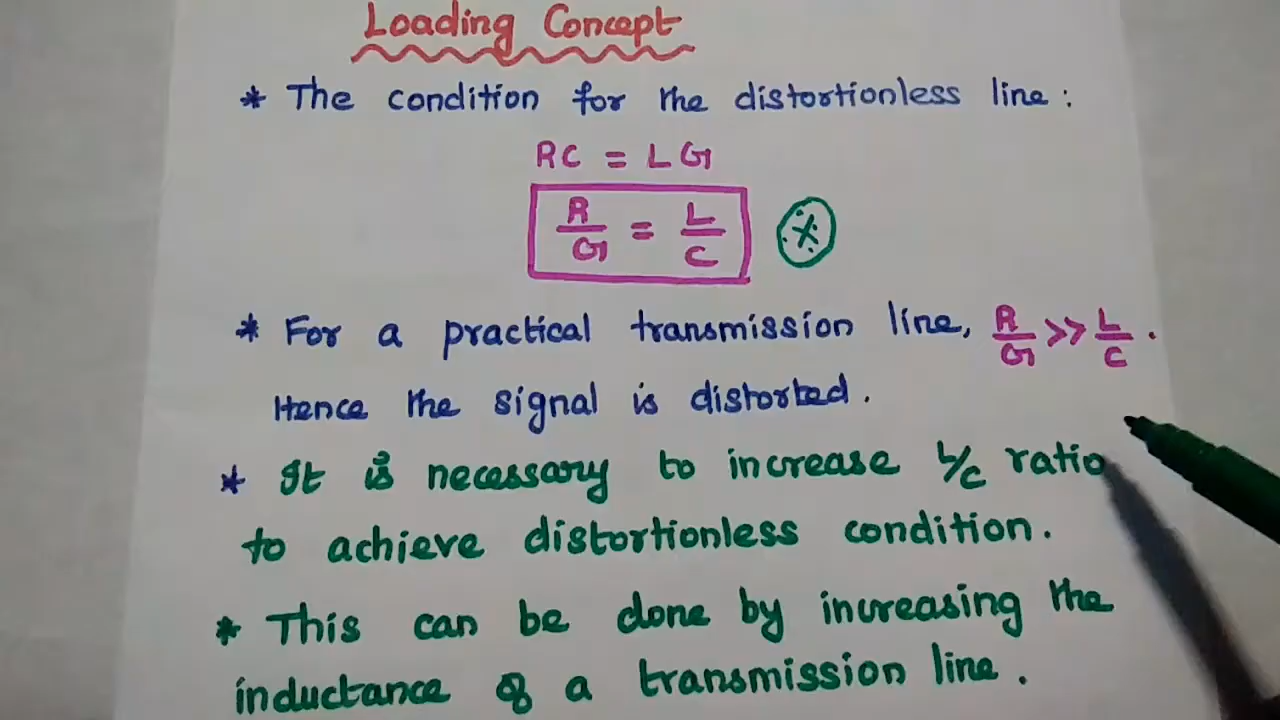 Loading Concept
* The condition for the distortionless line :
RC = LG
R/G = L/C *
* For a practical transmission line, R/G >> L/C .
Hence the signal is distorted .
* It is necessary to increase L/C ratio
to achieve distortionless condition.
* This can be done by increasing the
inductance of a transmission line .